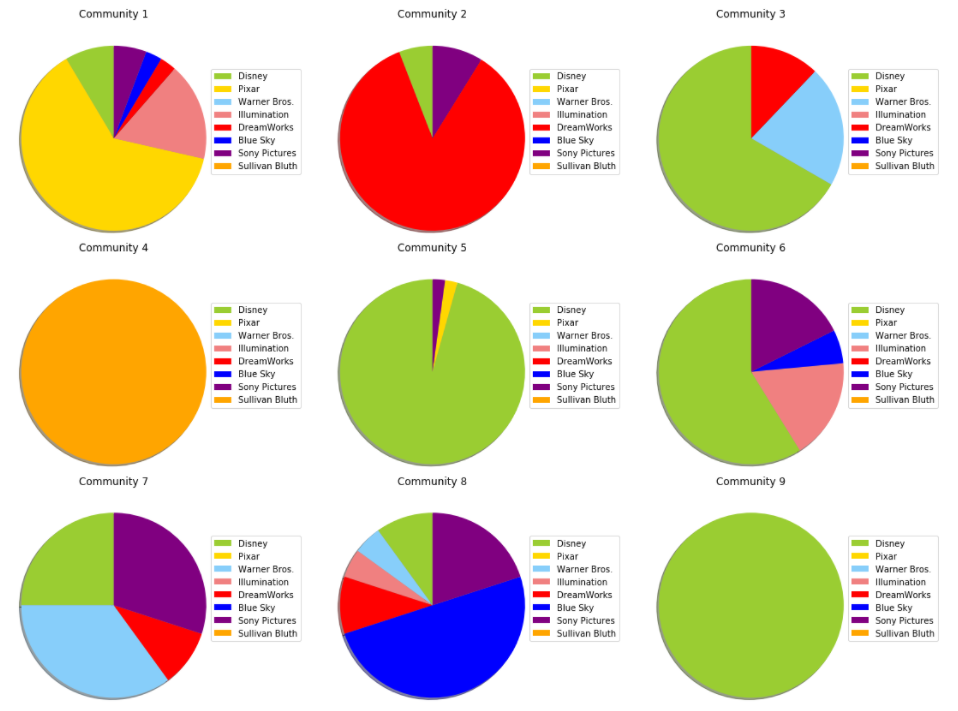 Community 1
Disney
Pixar
Warner Bros.
Illumination
DreamWorks
Blue Sky
Sony Pictures
Sullivan Bluth
Community 2
Disney
Pixar
Warner Bros.
Illumination
DreamWorks
Blue Sky
Sony Pictures
Sullivan Bluth
Community 3
Disney
Pixar
Warner Bros.
Illumination
DreamWorks
Blue Sky
Sony Pictures
Sullivan Bluth
Community 4
Disney
Pixar
Warner Bros.
Illumination
DreamWorks
Blue Sky
Sony Pictures
Sullivan Bluth
Community 5
Disney
Pixar
Warner Bros.
Illumination
DreamWorks
Blue Sky
Sony Pictures
Sullivan Bluth
Community 6
Disney
Pixar
Warner Bros.
Illumination
DreamWorks
Blue Sky
Sony Pictures
Sullivan Bluth
Community 7
Disney
Pixar
Warner Bros.
Illumination
DreamWorks
Blue Sky
Sony Pictures
Sullivan Bluth
Community 8
Disney
Pixar
Warner Bros.
Illumination
DreamWorks
Blue Sky
Sony Pictures
Sullivan Bluth
Community 9
Disney
Pixar
Warner Bros.
Illumination
DreamWorks
Blue Sky
Sony Pictures
Sullivan Bluth